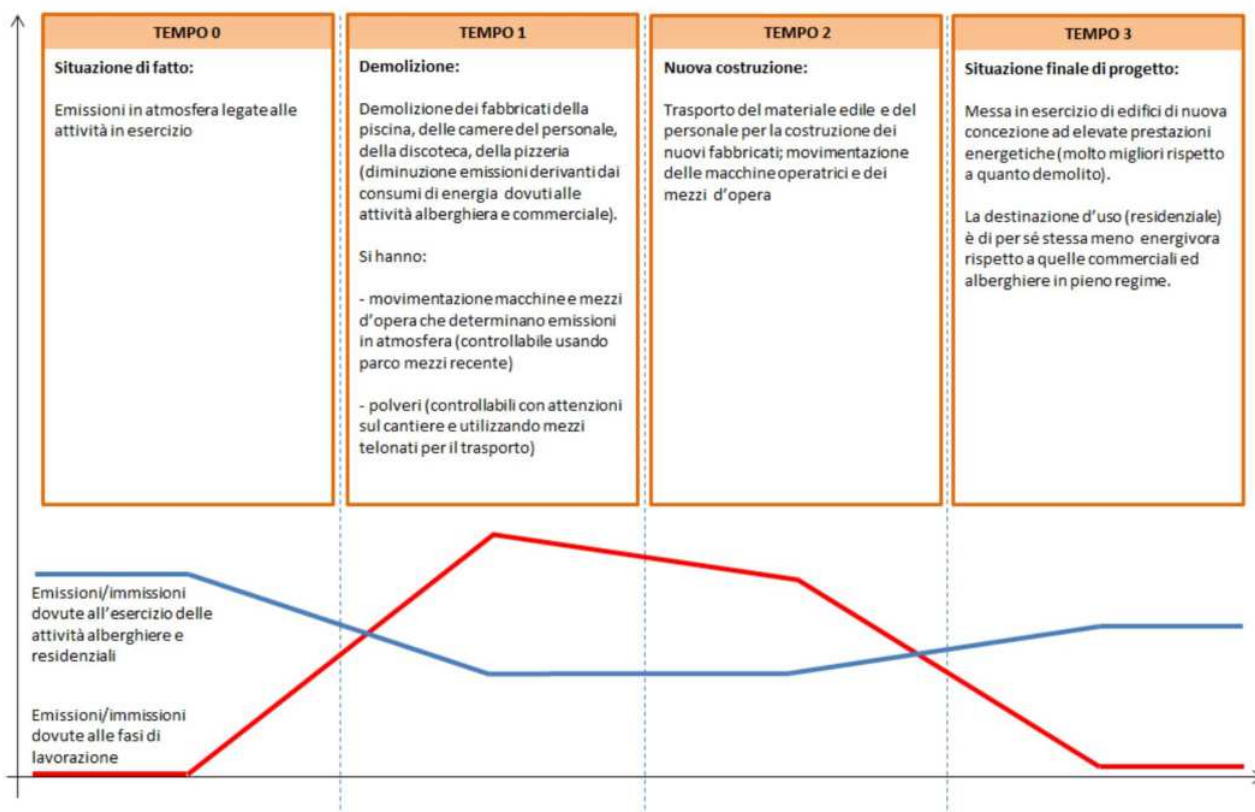 TEMPO 0
Situazione di fatto:
Emissioni in atmosfera legate alle
attività in esercizio
TEMPO 1
Demolizione:
Demolizione dei fabbricati della
piscina, delle camere del personale,
della discoteca, della pizzeria
(diminuzione emissioni derivanti dai
consumi di energia dovuti alle
attività alberghiera e commerciale).
Si hanno:
- movimentazione macchine e mezzi
d'opera che determinano emissioni
in atmosfera (controllabile usando
parco mezzi recente)
- polveri (controllabili con attenzioni
sul cantiere e utilizzando mezzi
telonati per il trasporto)
TEMPO 2
Nuova costruzione:
Trasporto del materiale edile e del
personale per la costruzione dei
nuovi fabbricati; movimentazione
delle macchine operatrici e dei
mezzi d'opera
TEMPO 3
Situazione finale di progetto:
Messa in esercizio di edifici di nuova
concezione ad elevate prestazioni
energetiche (molto migliori rispetto
a quanto demolito).
La destinazione d'uso (residenziale)
è di per sé stessa meno energivora
rispetto a quelle commerciali ed
alberghiere in pieno regime.
Emissioni/immissioni
dovute all'esercizio delle
attività alberghiere e
residenziali
Emissioni/immissioni
dovute alle fasi di
lavorazione